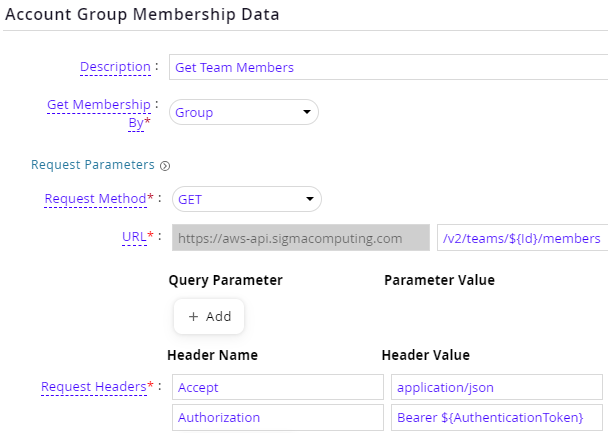 Account Group Membership Data
Description : Get Team Members
Get Membership : 
By* Group
Request Parameters
Request Method* : GET
URL* : https://aws-api.sigmacomputing.com /v2/teams/${Id}/members
Query Parameter Parameter Value
+ Add
Header Name Header Value
Request Headers* : Accept application/json
Authorization Bearer ${AuthenticationToken}